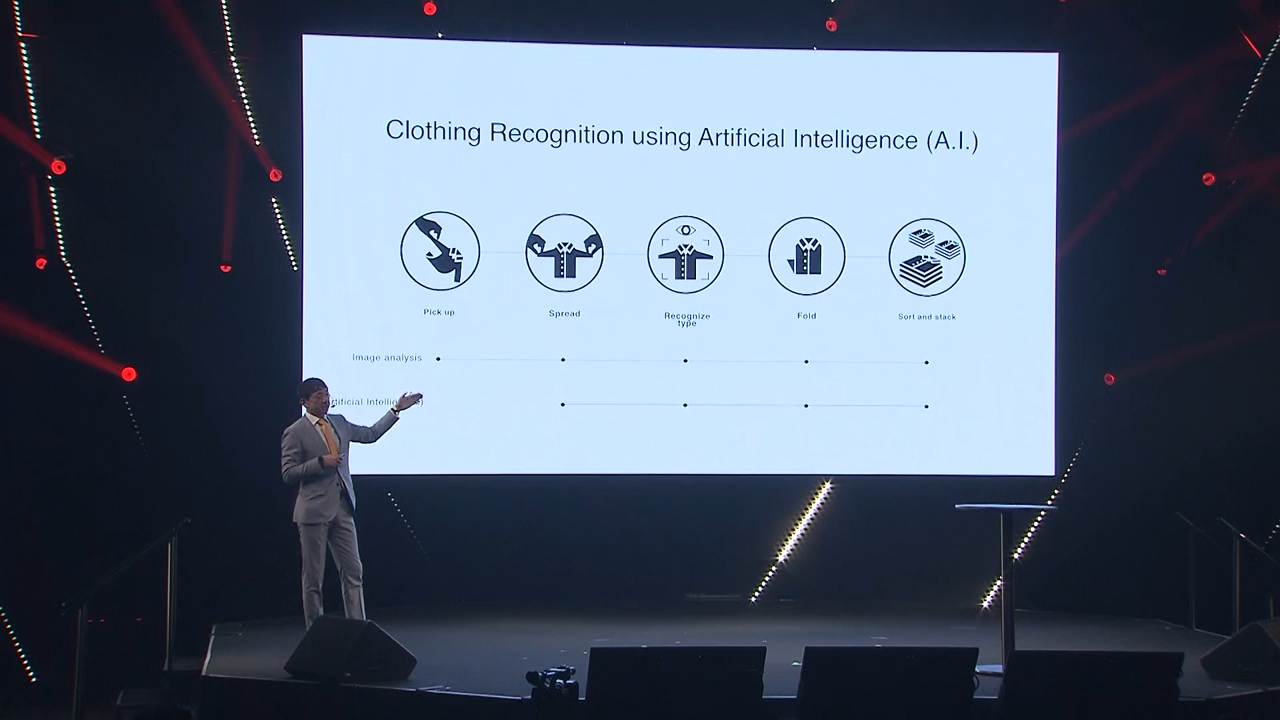 Clothing Recognition using Artificial Intelligence (A.I.)
Pick up
Spread
Recognize
type
Fold
Sort and stack
Image analysis